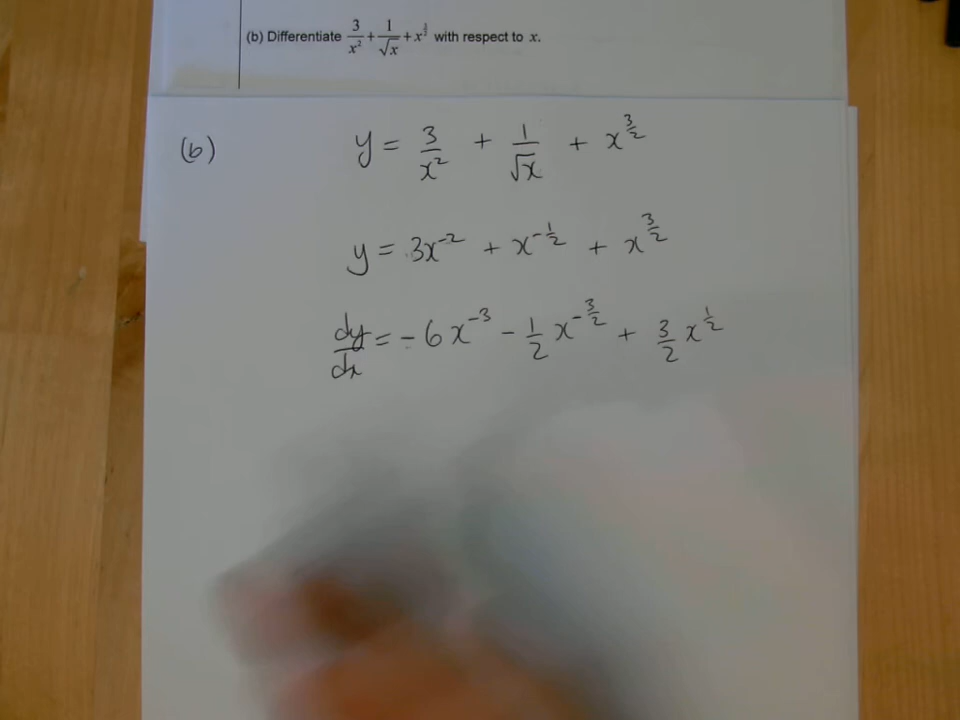 (b) Differentiate 3/x² + 1/√x + x^(3/2) with respect to x.
(b) y = 3/x² + 1/√x + x^(3/2)
y = 3x⁻² + x^(-1/2) + x^(3/2)
dy/dx = -6x⁻³ - 1/2 x^(-3/2) + 3/2 x^(1/2)